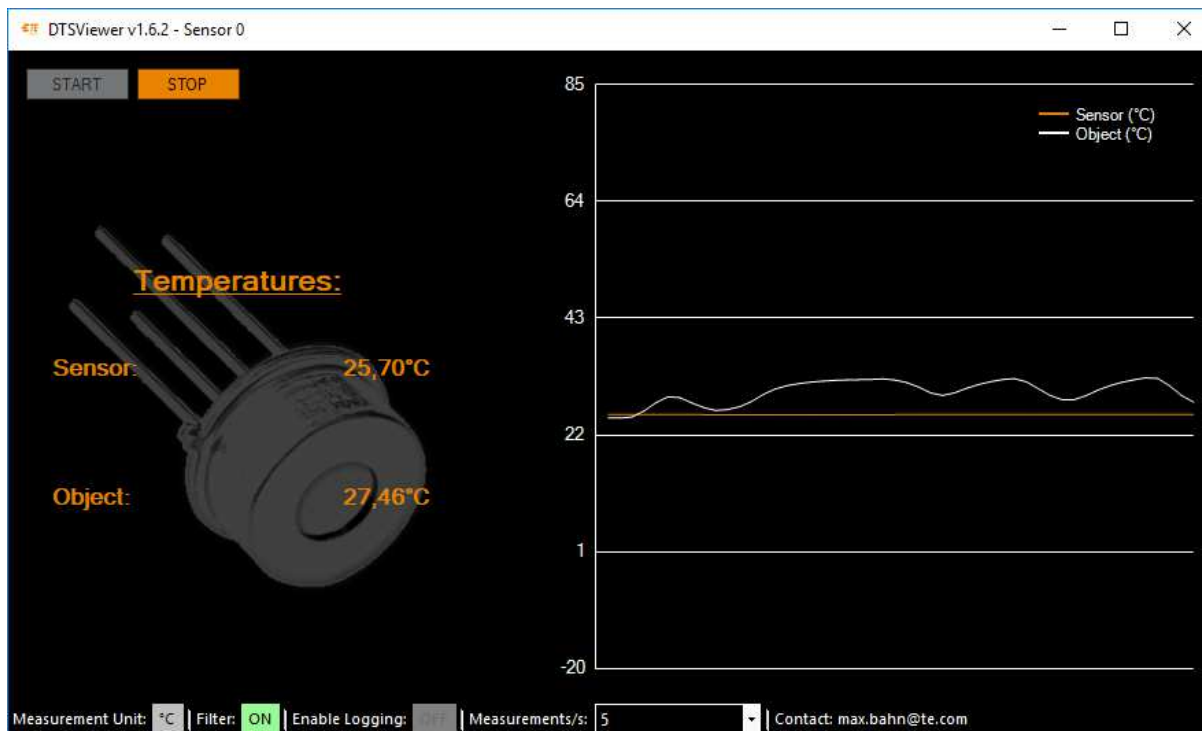 DTSViewer v1.6.2 - Sensor 0
START STOP
Temperatures:
Sensor: 25,70°C
Object: 27,46°C
85
64
43
22
1
-20
Sensor (°C)
Object (°C)
Measurement Unit: °C Filter: ON Enable Logging: OFF Measurements/s: 5 Contact: max.bahn@te.com